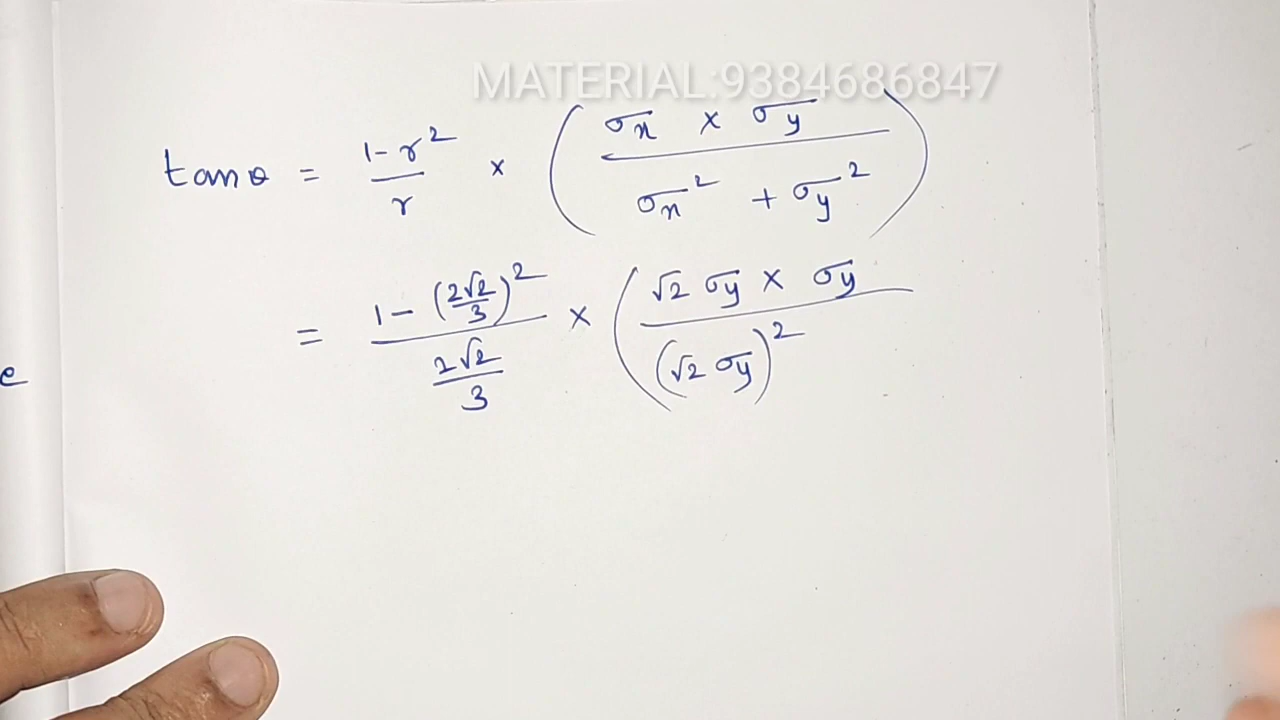 MATERIAL:9384686847
tanθ = (1-r²)/r × ((σx × σy)/(σx² + σy²))
= (1-(2√2/3)²)/(2√2/3) × ((√2 σy × σy)/(√2 σy)²
e